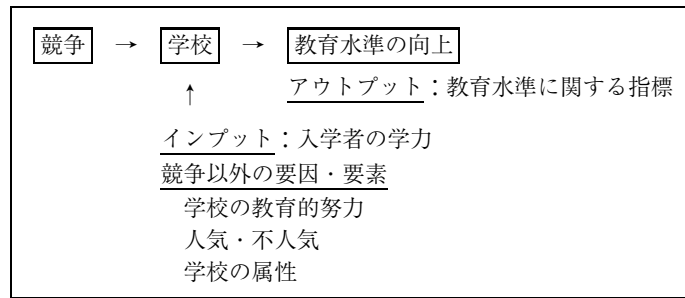 競争 → 学校 → 教育水準の向上
↑ アウトプット：教育水準に関する指標
インプット：入学者の学力
競争以外の要因・要素
学校の教育的努力
人気・不人気
学校の属性